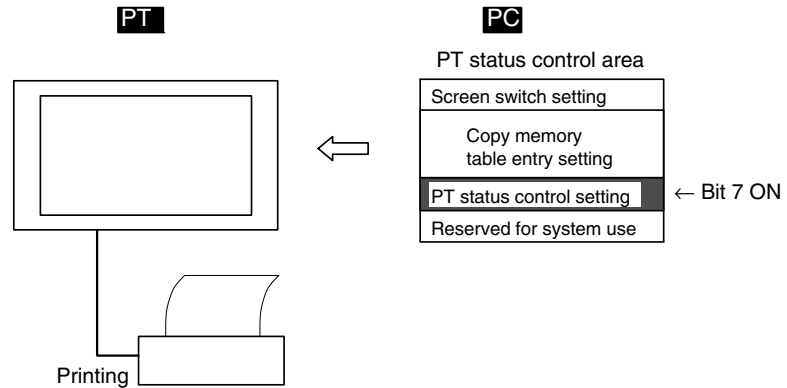 PT
PC
PT status control area
Screen switch setting
Copy memory
table entry setting
PT status control setting
← Bit 7 ON
Reserved for system use
Printing